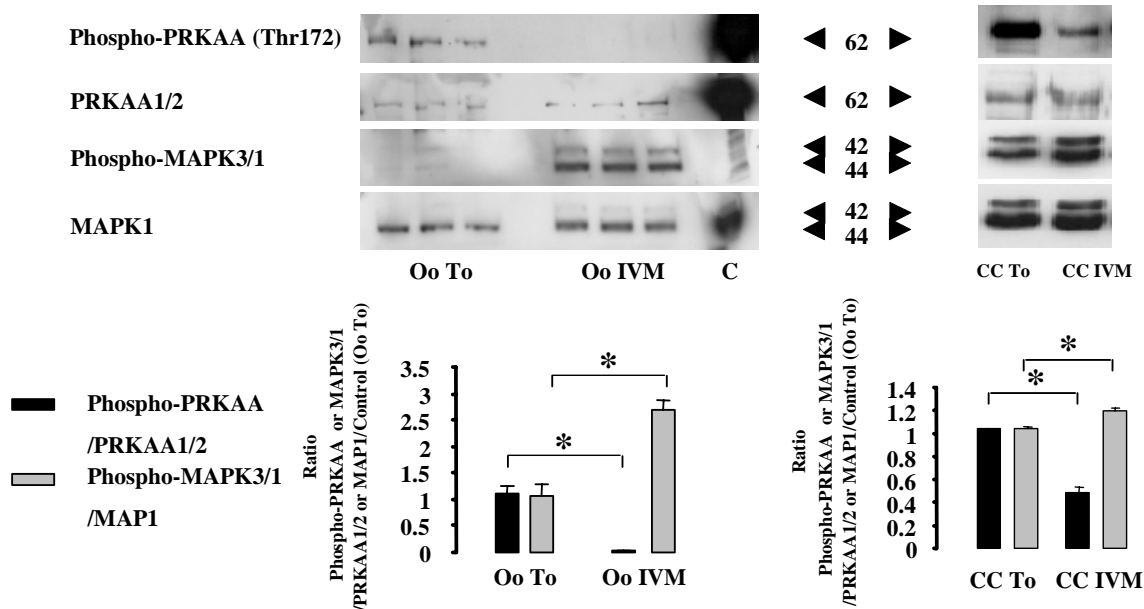 Phospho-PRKAA (Thr172)
62
PRKAA1/2
62
Phospho-MAPK3/1
42
44
MAPK1
42
44
Oo To Oo IVM C
CC To CC IVM
Ratio
Phospho-PRKAA or MAPK3/1
/PRKAA1/2 or MAP1/Control (Oo To)
3.5
3
2.5
2
1.5
1
0.5
0
*
*
Oo To Oo IVM
Ratio
Phospho-PRKAA or MAPK3/1
/PRKAA1/2 or MAP1/Control (Oo To)
1.4
1.2
1
0.8
0.6
0.4
0.2
0
*
*
CC To CC IVM
Phospho-PRKAA
/PRKAA1/2
Phospho-MAPK3/1
/MAP1